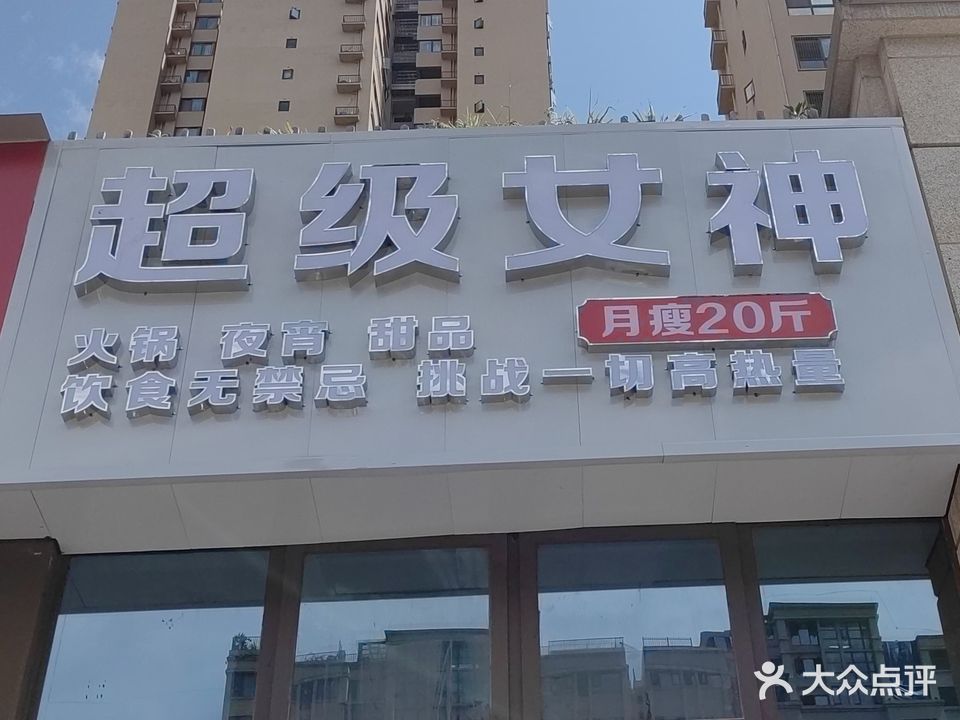 超级女神
火锅 夜宵 甜品
月瘦20斤
饮食无禁忌 挑战一切高热量
大众点评